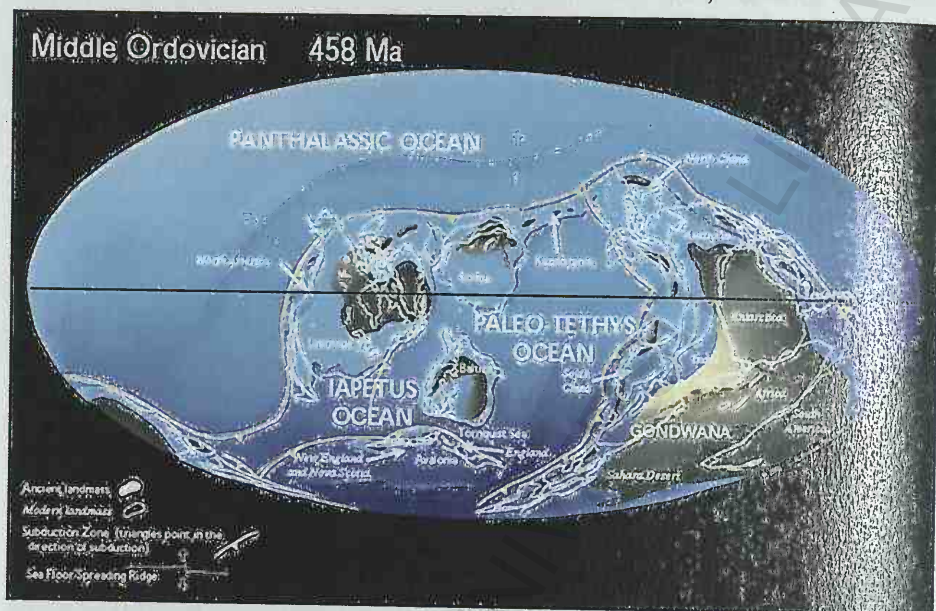 Middle Ordovician 458 Ma
PANTHALASSIC OCEAN
North China
Siberia
PALEO-TETHYS
OCEAN
South
China
IAPETUS
OCEAN
Baltica
GONDWANA
Africa
South
America
Tornquist Sea
New England
and Nova Scotia
Avalonia
England
Sahara Desert
Ancient landmass
Modern landmass
Subduction Zone (triangles point in the
direction of subduction)
Sea Floor Spreading Ridge